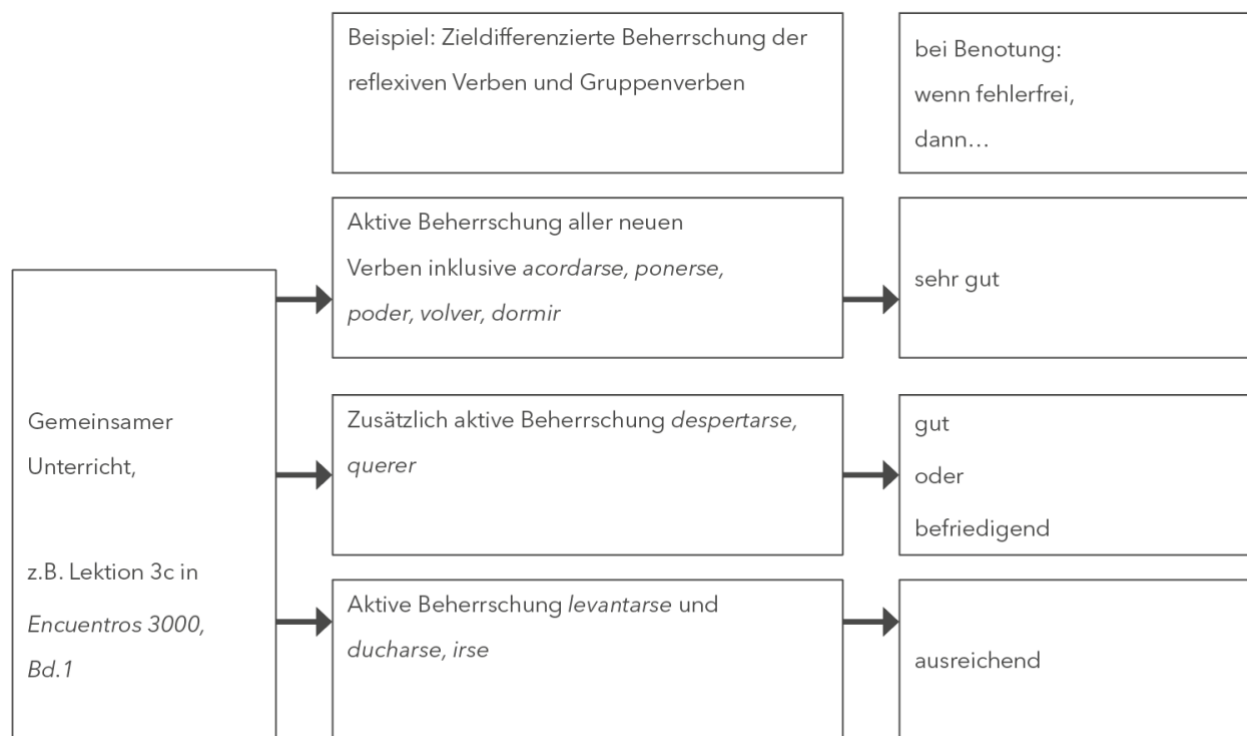 Beispiel: Zieldifferenzierte Beherrschung der
reflexiven Verben und Gruppenverben
bei Benotung:
wenn fehlerfrei,
dann…
Gemeinsamer
Unterricht,
z.B. Lektion 3c in
Encuentros 3000,
Bd.1
Aktive Beherrschung aller neuen
Verben inklusive acordarse, ponerse,
poder, volver, dormir
sehr gut
Zusätzlich aktive Beherrschung despertarse,
querer
gut
oder
befriedigend
Aktive Beherrschung levantarse und
ducharse, irse
ausreichend